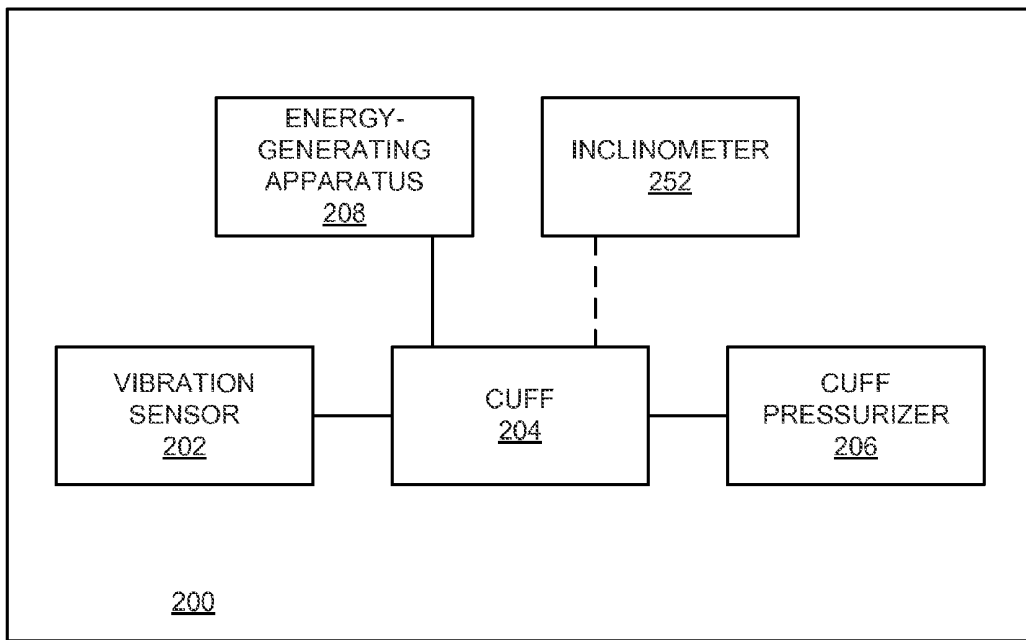 ENERGY-
GENERATING
APPARATUS
208
INCLINOMETER
252
VIBRATION
SENSOR
202
CUFF
204
CUFF
PRESSURIZER
206
200